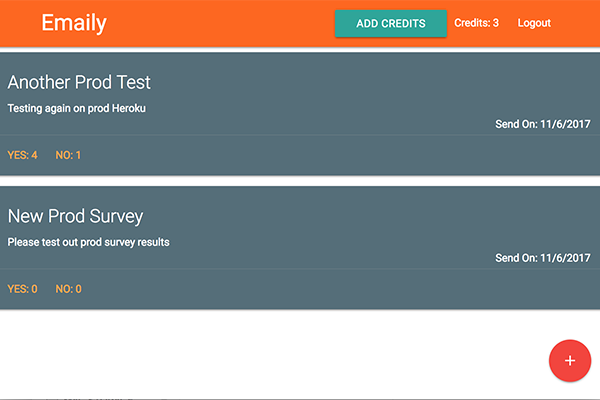 Emaily
ADD CREDITS Credits: 3 Logout
Another Prod Test
Testing again on prod Heroku
Send On: 11/6/2017
YES: 4 NO: 1
New Prod Survey
Please test out prod survey results
Send On: 11/6/2017
YES: 0 NO: 0
+